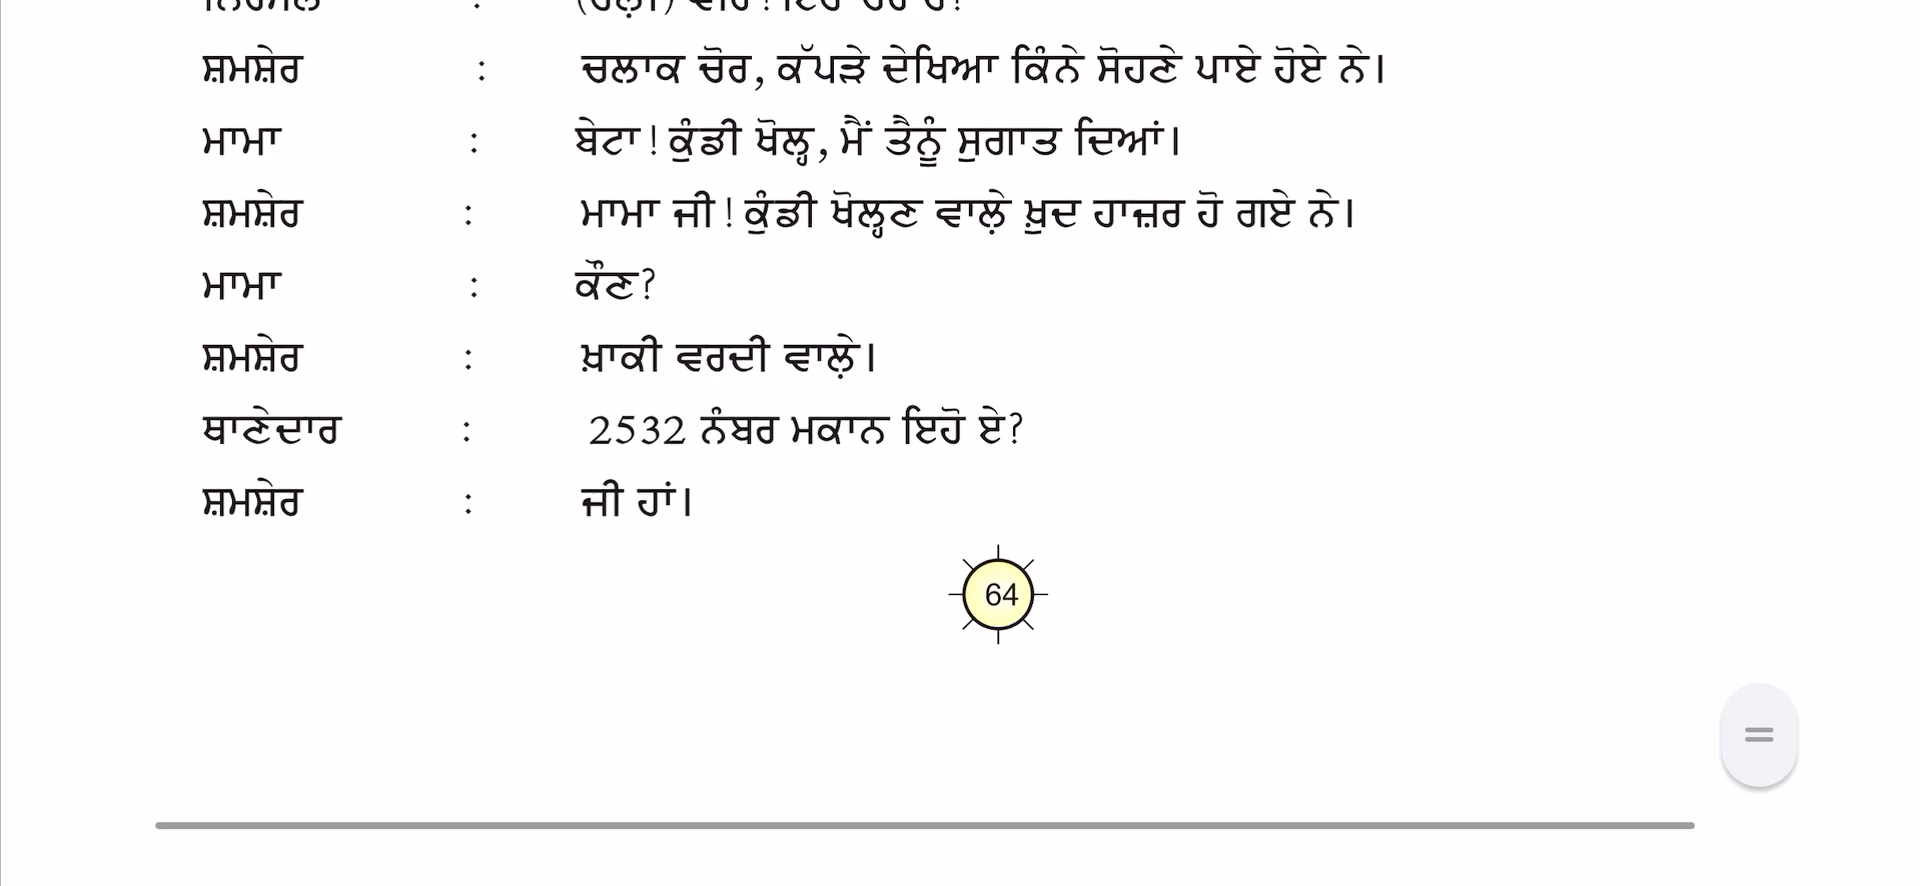 ਸ਼ਮਸ਼ੇਰ : ਚਲਾਕ ਚੋਰ, ਕੱਪੜੇ ਦੇਖਿਆ ਕਿੰਨੇ ਸੋਹਣੇ ਪਾਏ ਹੋਏ ਨੇ।
ਮਾਮਾ : ਬੇਟਾ! ਕੁੰਡੀ ਖੋਲ੍ਹ, ਮੈਂ ਤੈਨੂੰ ਸੁਗਾਤ ਦਿਆਂ।
ਸ਼ਮਸ਼ੇਰ : ਮਾਮਾ ਜੀ! ਕੁੰਡੀ ਖੋਲ੍ਹਣ ਵਾਲ਼ੇ ਖ਼ੁਦ ਹਾਜ਼ਰ ਹੋ ਗਏ ਨੇ।
ਮਾਮਾ : ਕੌਣ?
ਸ਼ਮਸ਼ੇਰ : ਖ਼ਾਕੀ ਵਰਦੀ ਵਾਲ਼ੇ।
ਥਾਣੇਦਾਰ : 2532 ਨੰਬਰ ਮਕਾਨ ਇਹੋ ਏ?
ਸ਼ਮਸ਼ੇਰ : ਜੀ ਹਾਂ।
64